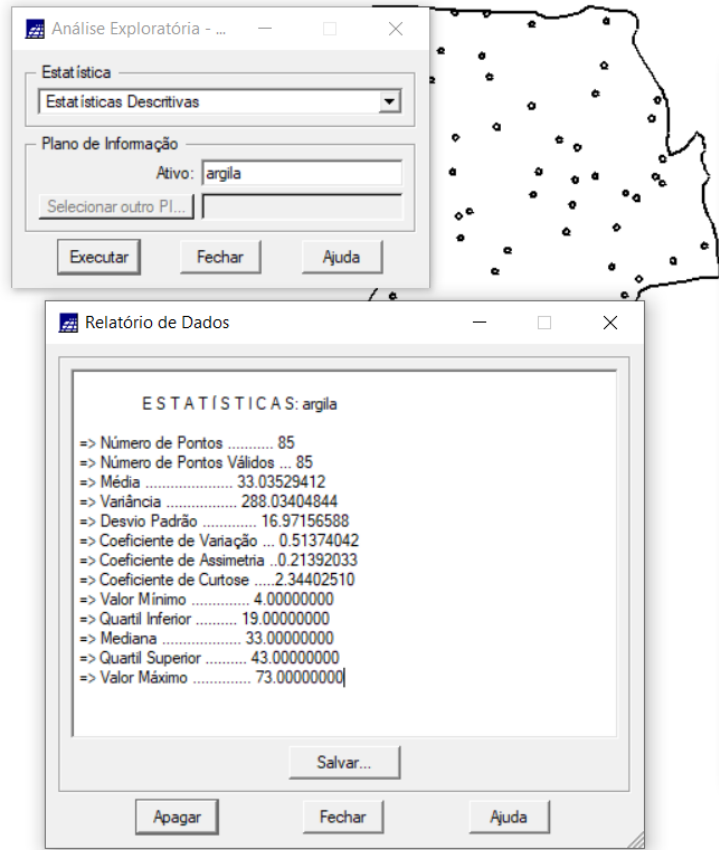 Análise Exploratória - ...
Estatística
Estatísticas Descritivas
Plano de Informação
Ativo: argila
Selecionar outro PI...
Executar Fechar Ajuda
Relatório de Dados
E S T A T Í S T I C A S: argila
=> Número de Pontos ........... 85
=> Número de Pontos Válidos ... 85
=> Média ..................... 33.03529412
=> Variância ................. 288.03404844
=> Desvio Padrão ............. 16.97156588
=> Coeficiente de Variação ... 0.51374042
=> Coeficiente de Assimetria ..0.21392033
=> Coeficiente de Curtose .....2.34402510
=> Valor Mínimo .............. 4.00000000
=> Quartil Inferior .......... 19.00000000
=> Mediana ................... 33.00000000
=> Quartil Superior .......... 43.00000000
=> Valor Máximo .............. 73.00000000
Salvar...
Apagar Fechar Ajuda